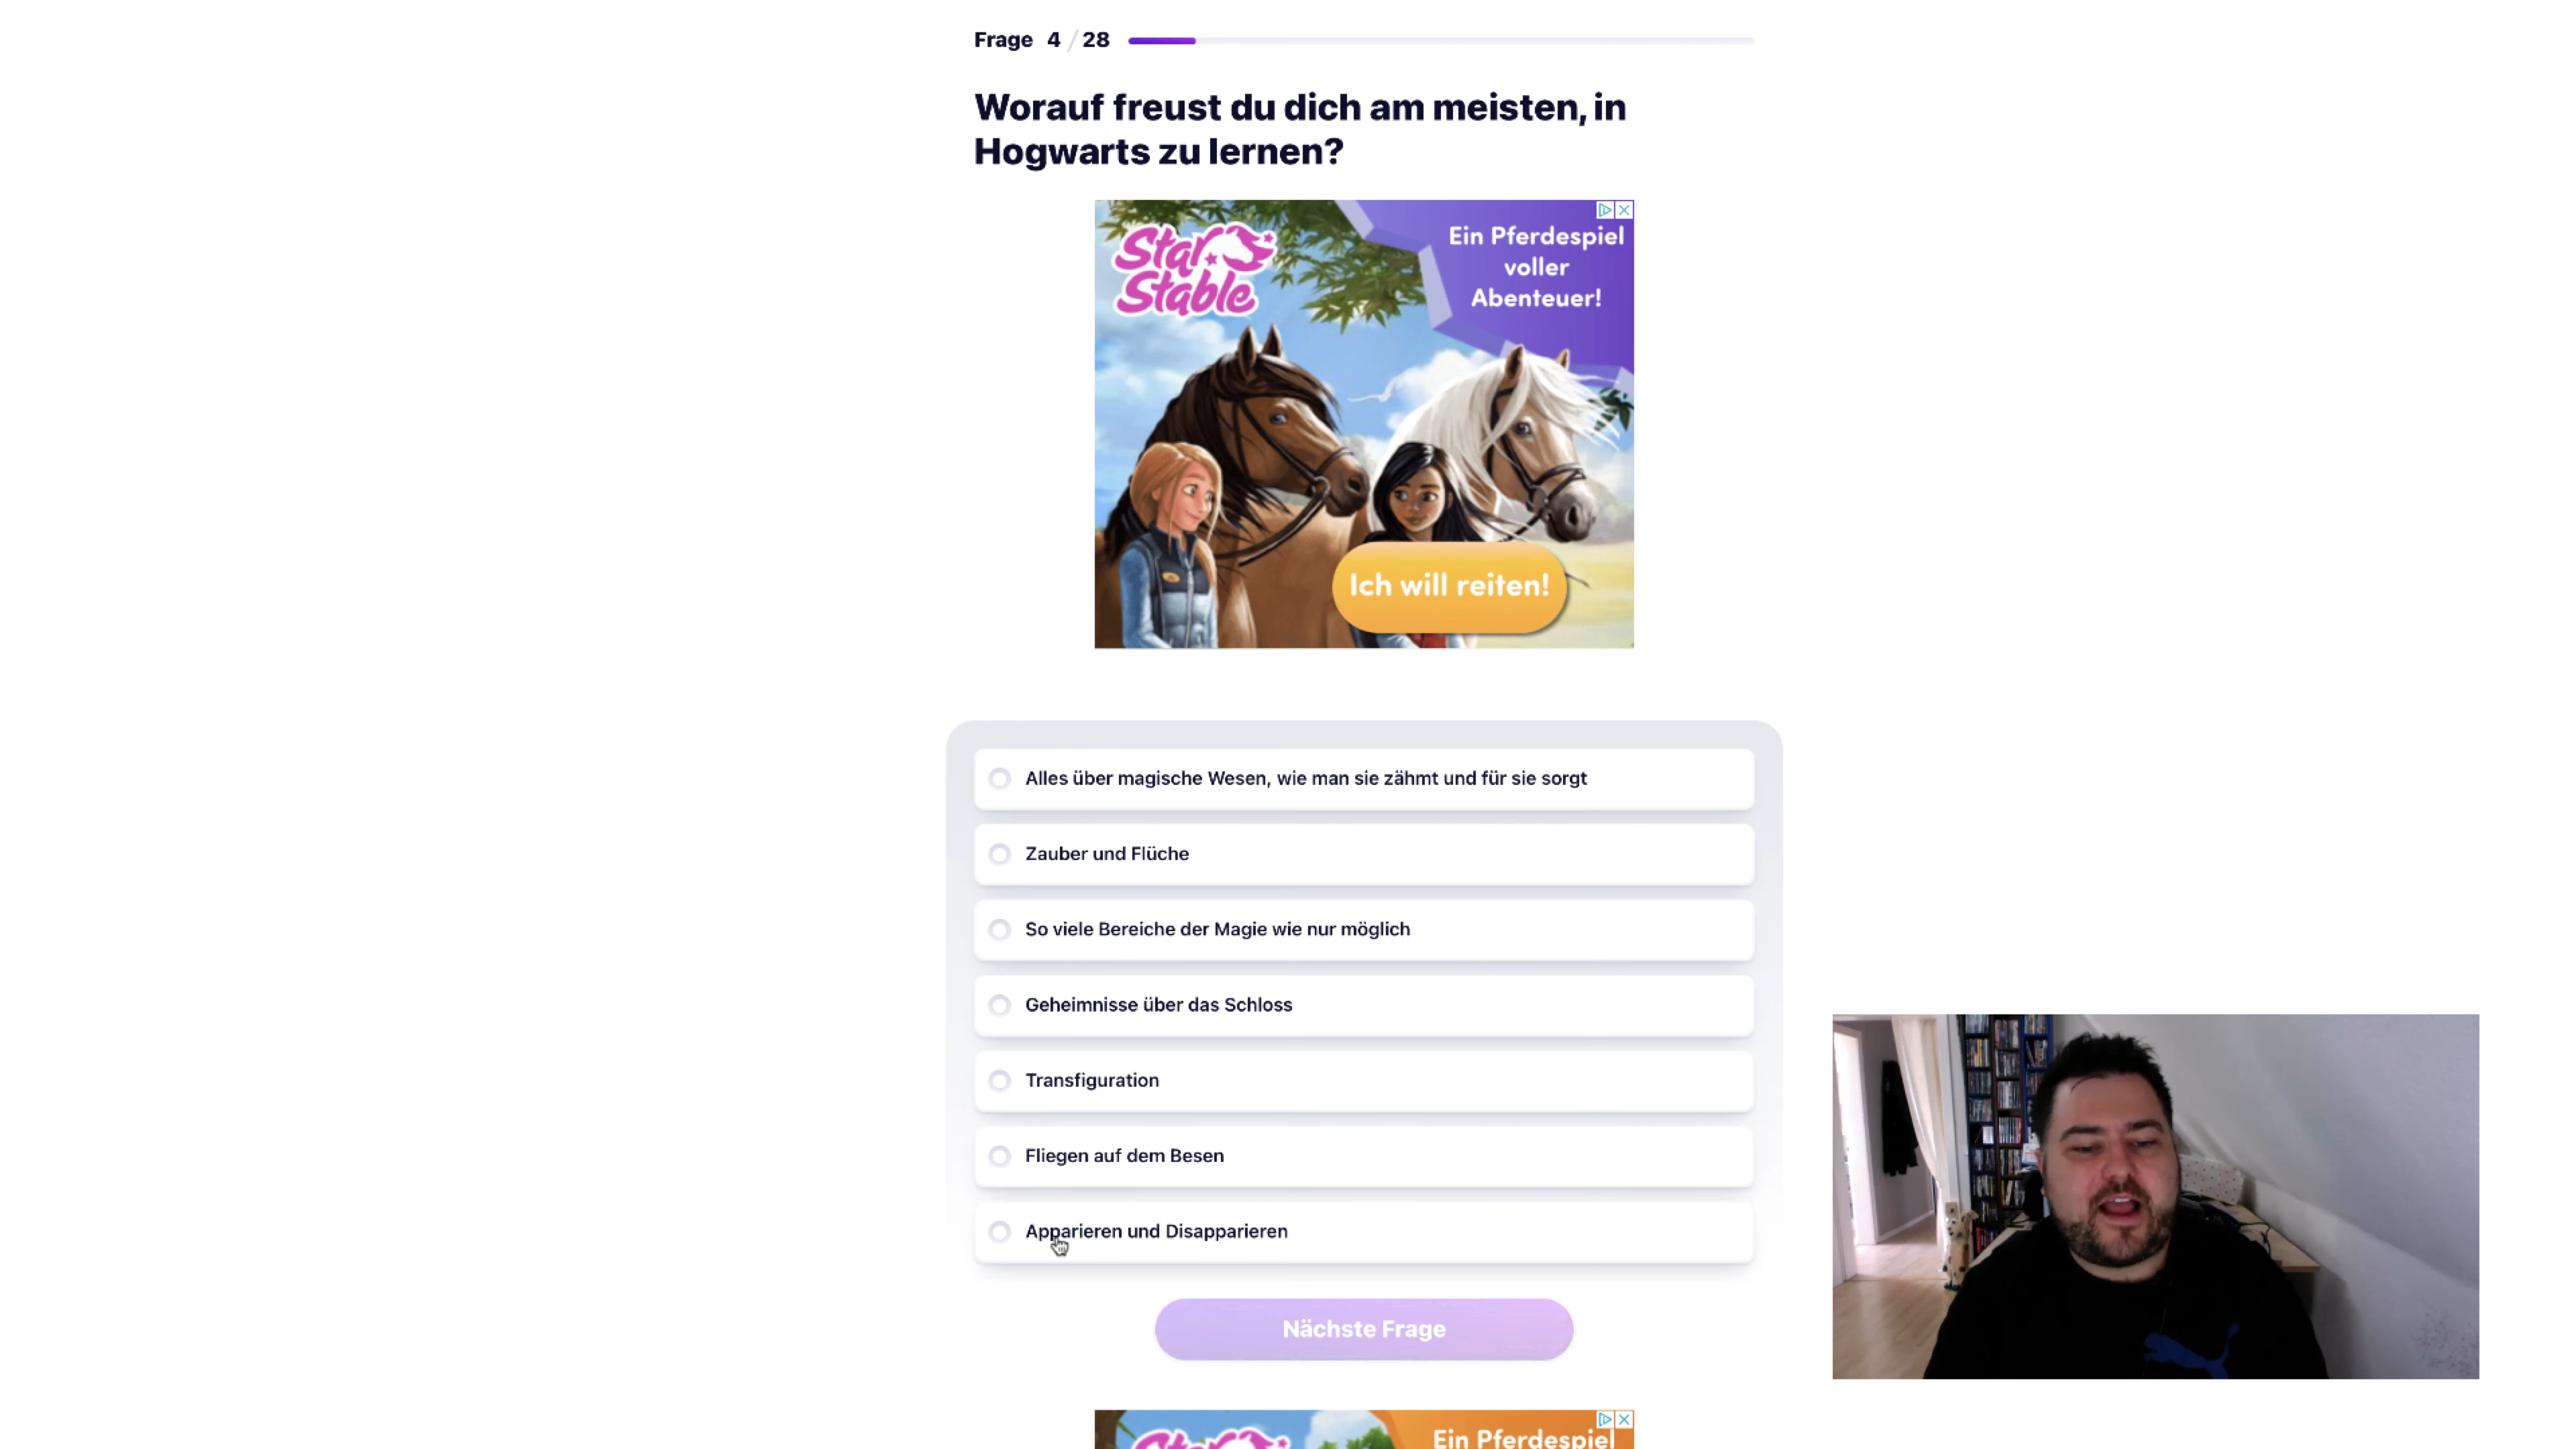 Frage 4 / 28
Worauf freust du dich am meisten, in
Hogwarts zu lernen?
Star
Stable
Ein Pferdespiel
voller
Abenteuer!
Ich will reiten!
Alles über magische Wesen, wie man sie zähmt und für sie sorgt
Zauber und Flüche
So viele Bereiche der Magie wie nur möglich
Geheimnisse über das Schloss
Transfiguration
Fliegen auf dem Besen
Apparieren und Disapparieren
Nächste Frage
Star
Ein Pferdespiel